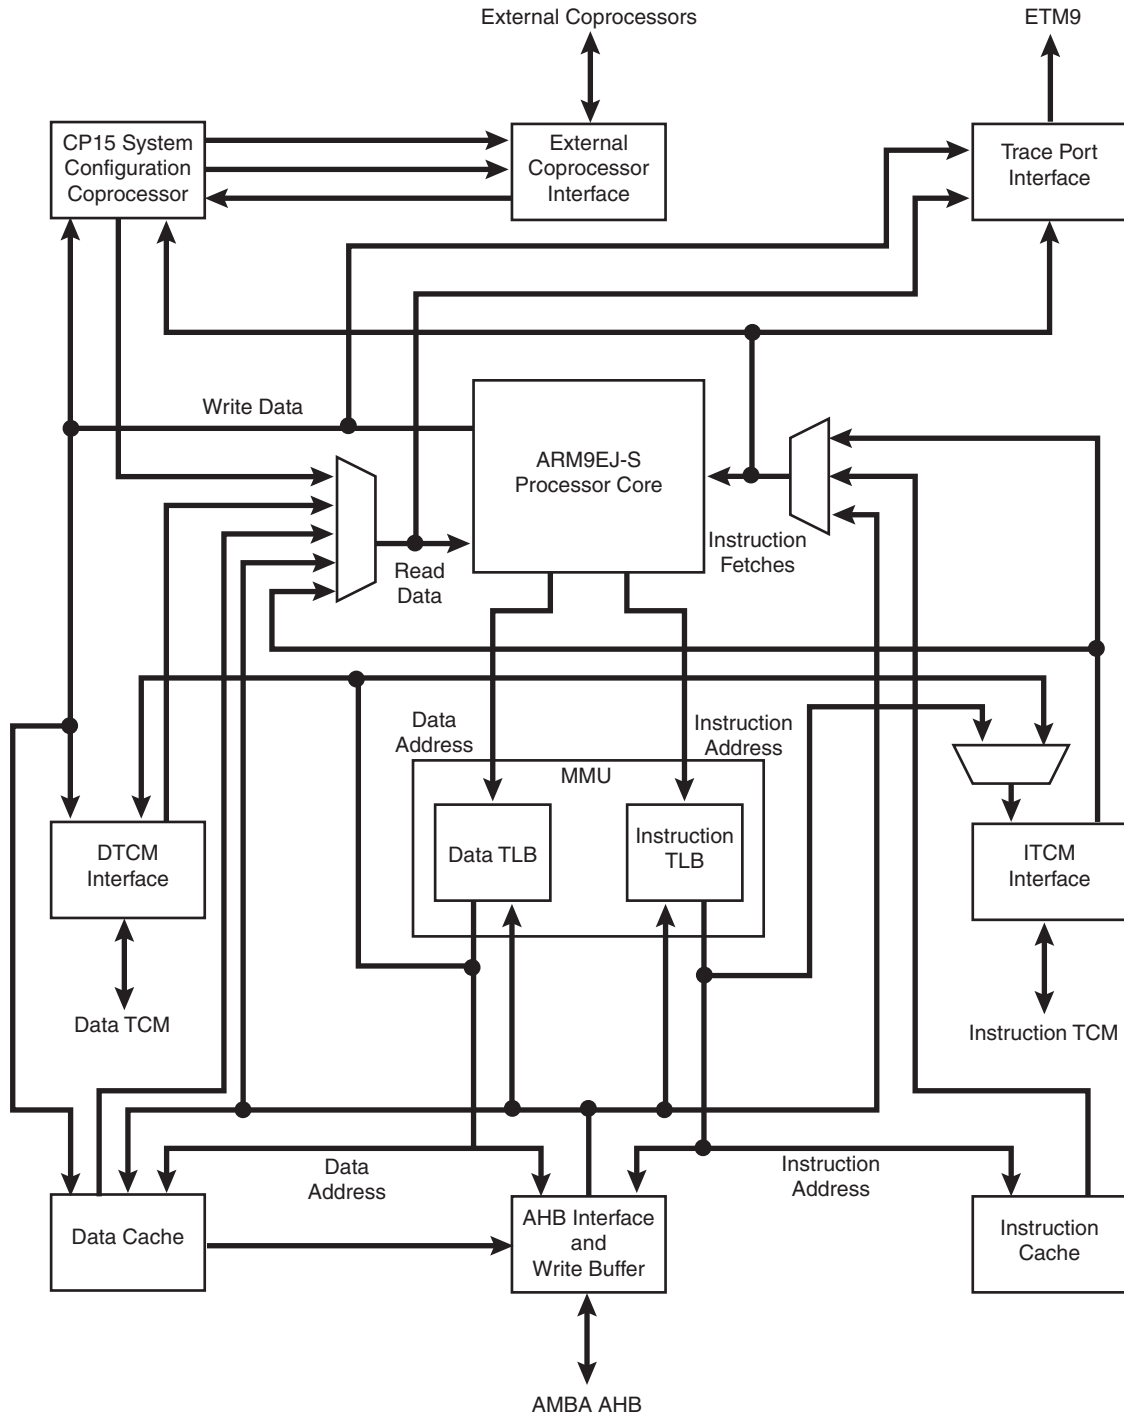 External Coprocessors
ETM9
CP15 System
Configuration
Coprocessor
External
Coprocessor
Interface
Trace Port
Interface
Write Data
ARM9EJ-S
Processor Core
Instruction
Fetches
Read
Data
Data
Address
Instruction
Address
MMU
Data TLB
Instruction
TLB
DTCM
Interface
ITCM
Interface
Data TCM
Instruction TCM
Data
Address
Instruction
Address
Data Cache
AHB Interface
and
Write Buffer
Instruction
Cache
AMBA AHB